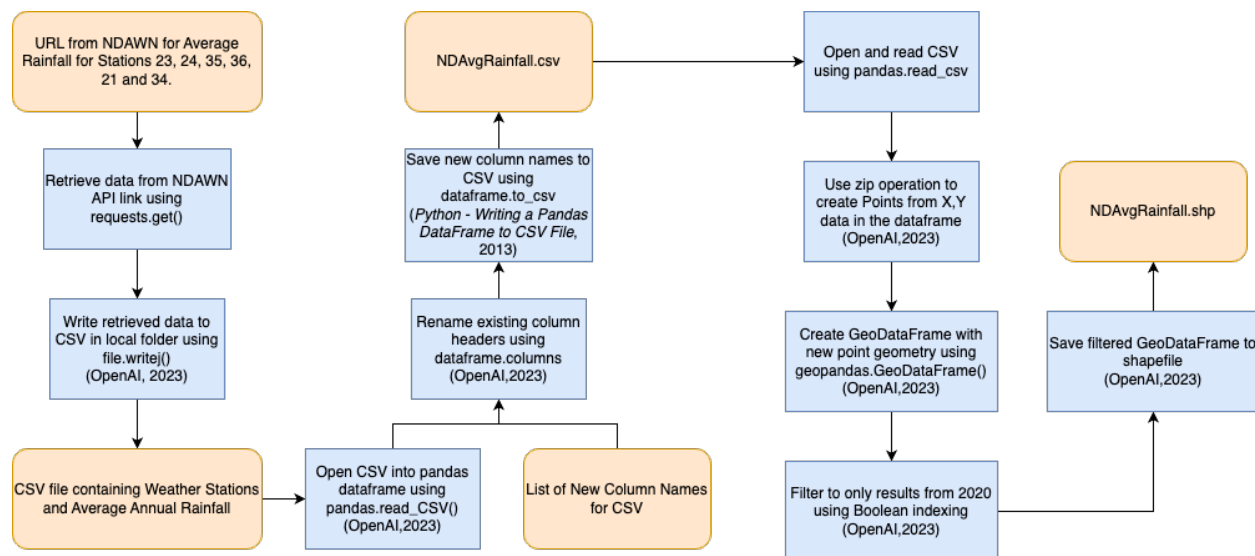 URL from NDAWN for Average
Rainfall for Stations 23, 24, 35, 36,
21 and 34.
Retrieve data from NDAWN
API link using
requests.get()
Write retrieved data to
CSV in local folder using
file.writej()
(OpenAI, 2023)
CSV file containing Weather Stations
and Average Annual Rainfall
Open CSV into pandas
dataframe using
pandas.read_CSV()
(OpenAI,2023)
List of New Column Names
for CSV
Rename existing column
headers using
dataframe.columns
(OpenAI,2023)
Save new column names to
CSV using
dataframe.to_csv
(Python - Writing a Pandas
DataFrame to CSV File,
2013)
NDAvgRainfall.csv
Open and read CSV
using pandas.read_csv
Use zip operation to
create Points from X,Y
data in the dataframe
(OpenAI,2023)
Create GeoDataFrame with
new point geometry using
geopandas.GeoDataFrame()
(OpenAI,2023)
Filter to only results from 2020
using Boolean indexing
(OpenAI,2023)
Save filtered GeoDataFrame to
shapefile
(OpenAI,2023)
NDAvgRainfall.shp